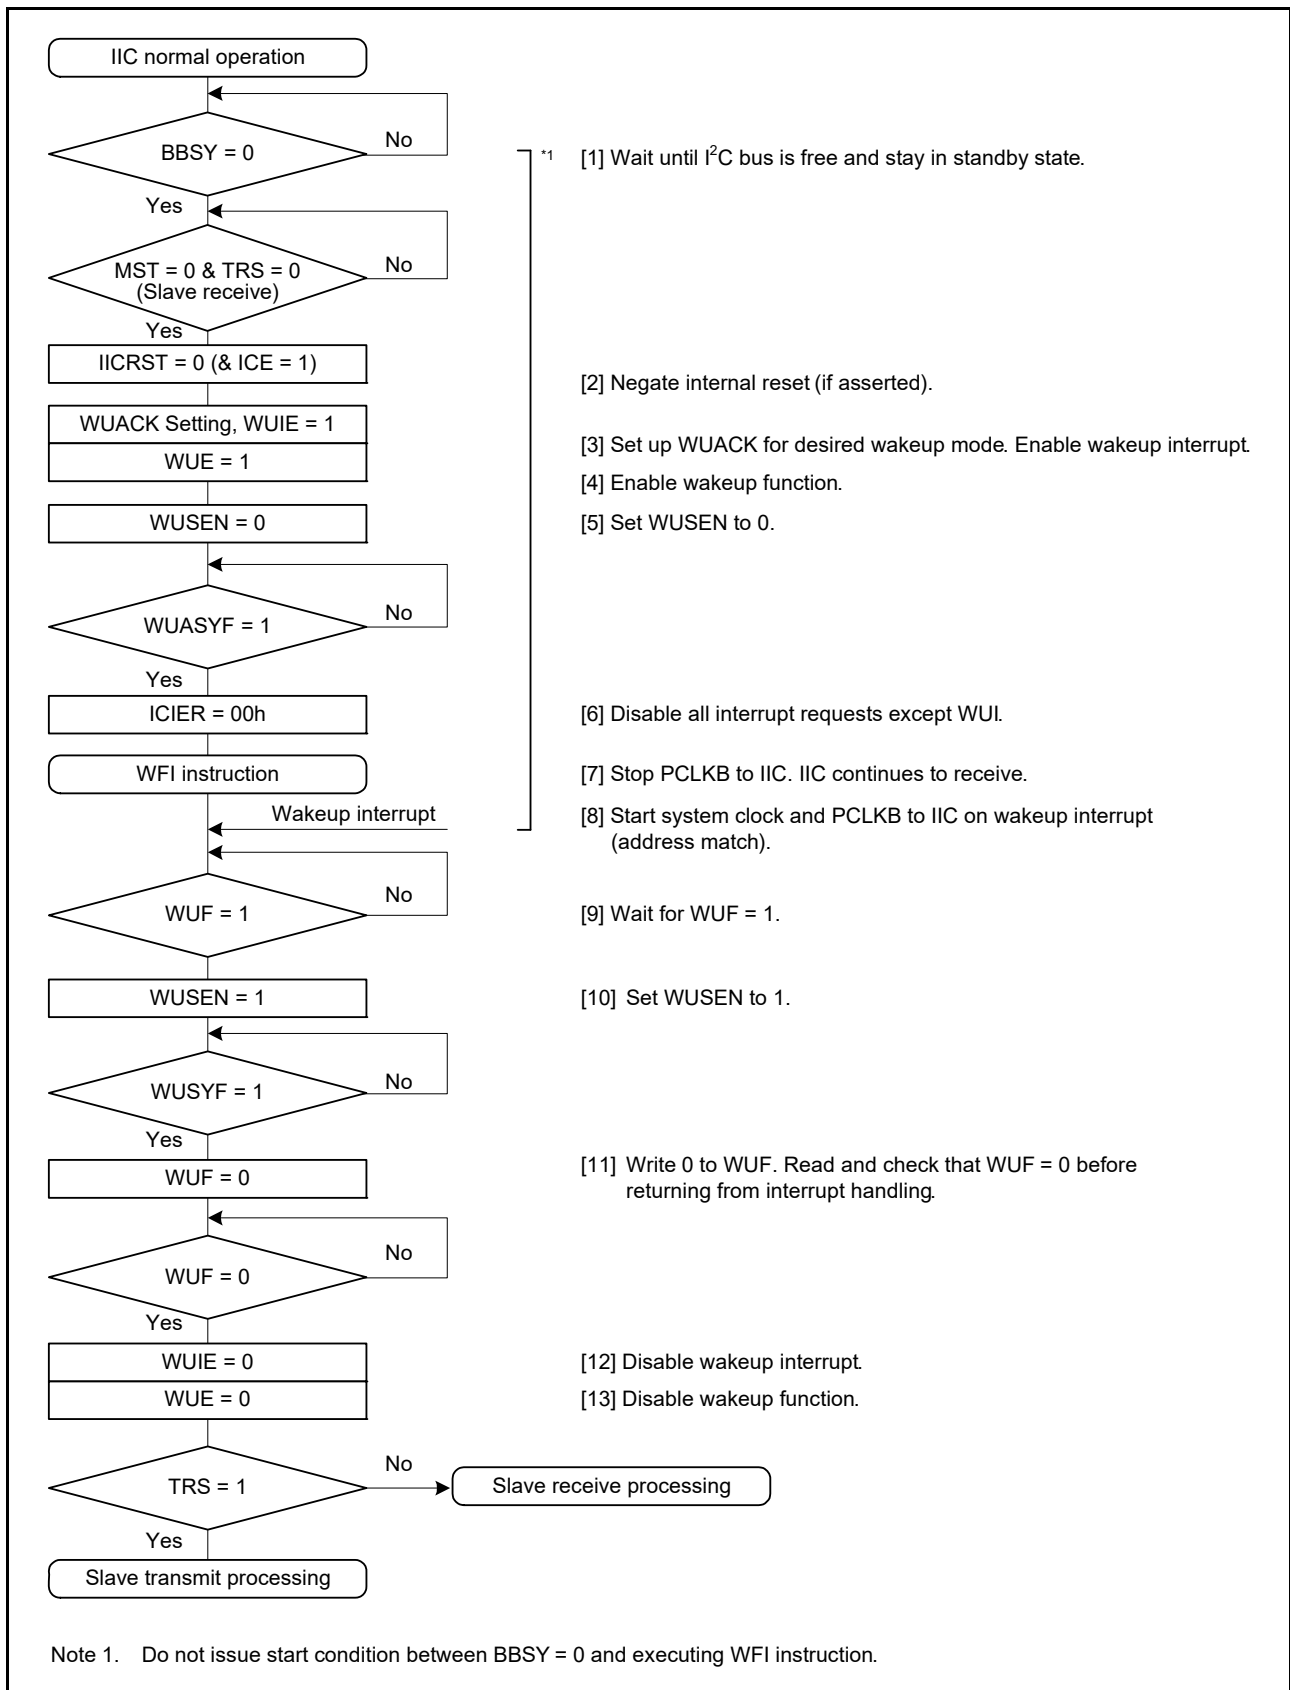 IIC normal operation
BBSY = 0
No
*1
[1] Wait until I²C bus is free and stay in standby state.
Yes
MST = 0 & TRS = 0
(Slave receive)
No
Yes
IICRST = 0 (& ICE = 1)
[2] Negate internal reset (if asserted).
WUACK Setting, WUIE = 1
[3] Set up WUACK for desired wakeup mode. Enable wakeup interrupt.
WUE = 1
[4] Enable wakeup function.
WUSEN = 0
[5] Set WUSEN to 0.
WUASYF = 1
No
Yes
ICIER = 00h
[6] Disable all interrupt requests except WUI.
WFI instruction
[7] Stop PCLKB to IIC. IIC continues to receive.
Wakeup interrupt
[8] Start system clock and PCLKB to IIC on wakeup interrupt
(address match).
WUF = 1
No
[9] Wait for WUF = 1.
WUSEN = 1
[10] Set WUSEN to 1.
WUSYF = 1
No
Yes
WUF = 0
[11] Write 0 to WUF. Read and check that WUF = 0 before
returning from interrupt handling.
No
WUF = 0
Yes
WUIE = 0
[12] Disable wakeup interrupt.
WUE = 0
[13] Disable wakeup function.
TRS = 1
No
Slave receive processing
Yes
Slave transmit processing
Note 1. Do not issue start condition between BBSY = 0 and executing WFI instruction.